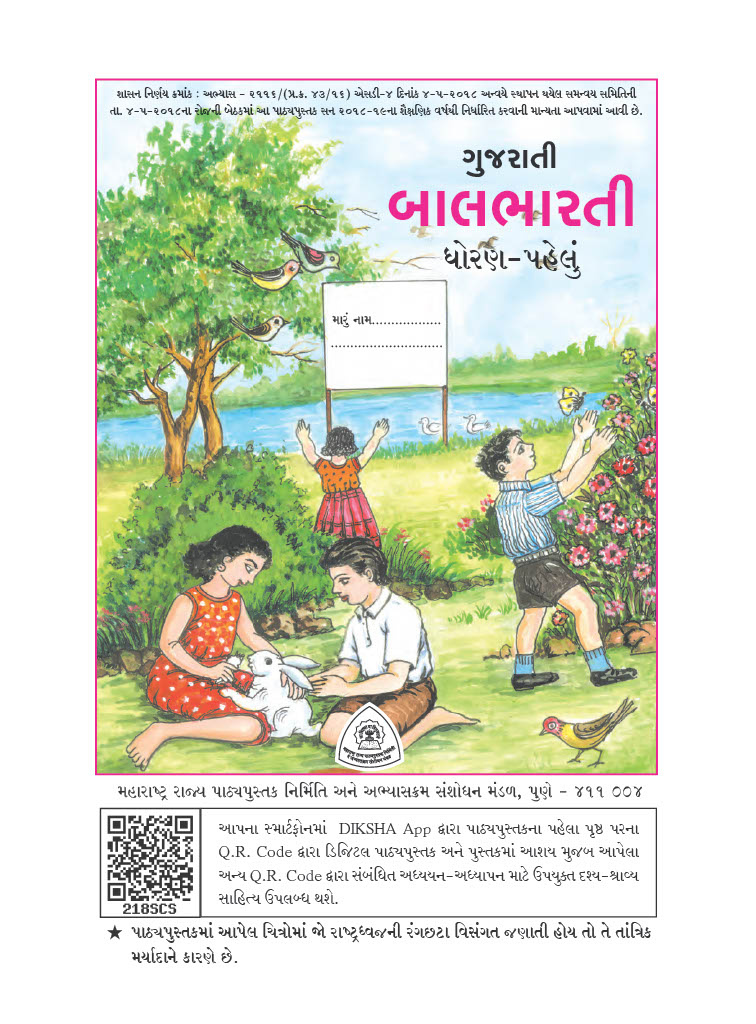 શાસન નિર્ણય ક્રમાંક : અભ્યાસ - ૨૧૧૬/(પ્ર.ક્ર. ૪૩/૧૬) એસડી-૪ દિનાંક ૪-૫-૨૦૧૮ અન્વયે સ્થાપન થયેલ સમન્વય સમિતિની
તા. ૪-૫-૨૦૧૮ના રોજની બેઠકમાં આ પાઠ્યપુસ્તક સન ૨૦૧૮-૧૯ના શૈક્ષણિક વર્ષથી નિર્ધારિત કરવાની માન્યતા આપવામાં આવી છે.
ગુજરાતી
બાલભારતી
ધોરણ-પહેલું
મારું નામ..................
.............................
મહારાષ્ટ્ર રાજ્ય પાઠ્યપુસ્તક નિર્મિતિ અને અભ્યાસક્રમ સંશોધન મંડળ, પુણે - ૪૧૧ ૦૦૪
આપના સ્માર્ટફોનમાં DIKSHA App દ્વારા પાઠ્યપુસ્તકના પહેલા પૃષ્ઠ પરના
Q.R. Code દ્વારા ડિજિટલ પાઠ્યપુસ્તક અને પુસ્તકમાં આશય મુજબ આપેલા
અન્ય Q.R. Code દ્વારા સંબંધિત અધ્યયન-અધ્યાપન માટે ઉપયુક્ત દશ્ય-શ્રાવ્ય
સાહિત્ય ઉપલબ્ધ થશે.
218SCS
★ પાઠ્યપુસ્તકમાં આપેલ ચિત્રોમાં જો રાષ્ટ્રધ્વજની રંગછટા વિસંગત જણાતી હોય તો તે તાંત્રિક
મર્યાદાને કારણે છે.